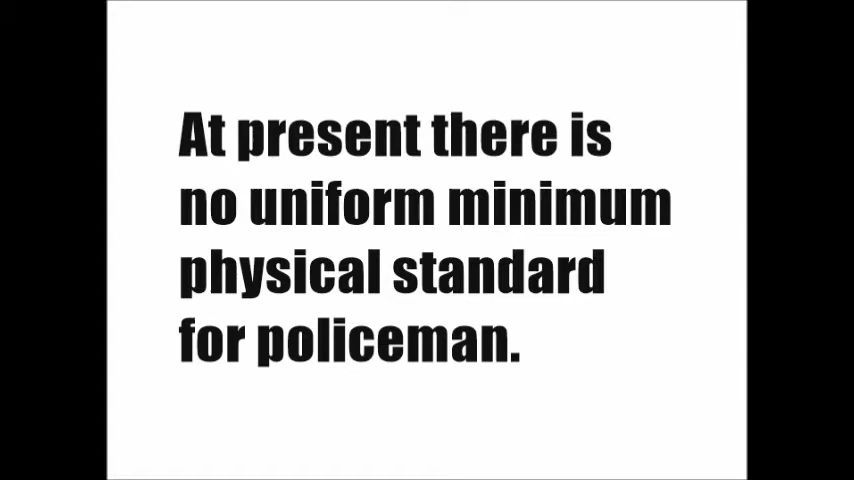 At present there is
no uniform minimum
physical standard
for policeman.